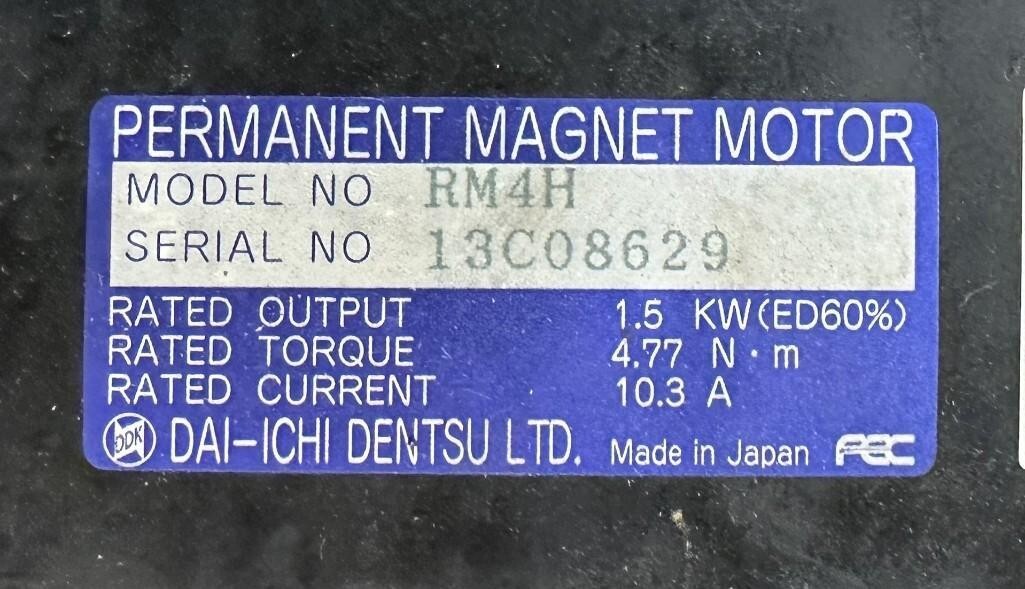 PERMANENT MAGNET MOTOR
MODEL NO RM4H
SERIAL NO 13C08629
RATED OUTPUT 1.5 KW(ED60%)
RATED TORQUE 4.77 N・m
RATED CURRENT 10.3 A
DDK DAI-ICHI DENTSU LTD. Made in Japan FEC